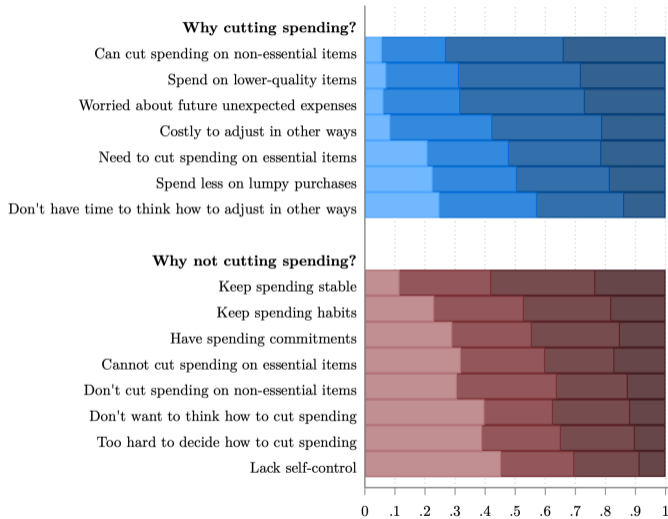 Why cutting spending?
Can cut spending on non-essential items
Spend on lower-quality items
Worried about future unexpected expenses
Costly to adjust in other ways
Need to cut spending on essential items
Spend less on lumpy purchases
Don't have time to think how to adjust in other ways
Why not cutting spending?
Keep spending stable
Keep spending habits
Have spending commitments
Cannot cut spending on essential items
Don't cut spending on non-essential items
Don't want to think how to cut spending
Too hard to decide how to cut spending
Lack self-control
0 .1 .2 .3 .4 .5 .6 .7 .8 .9 1